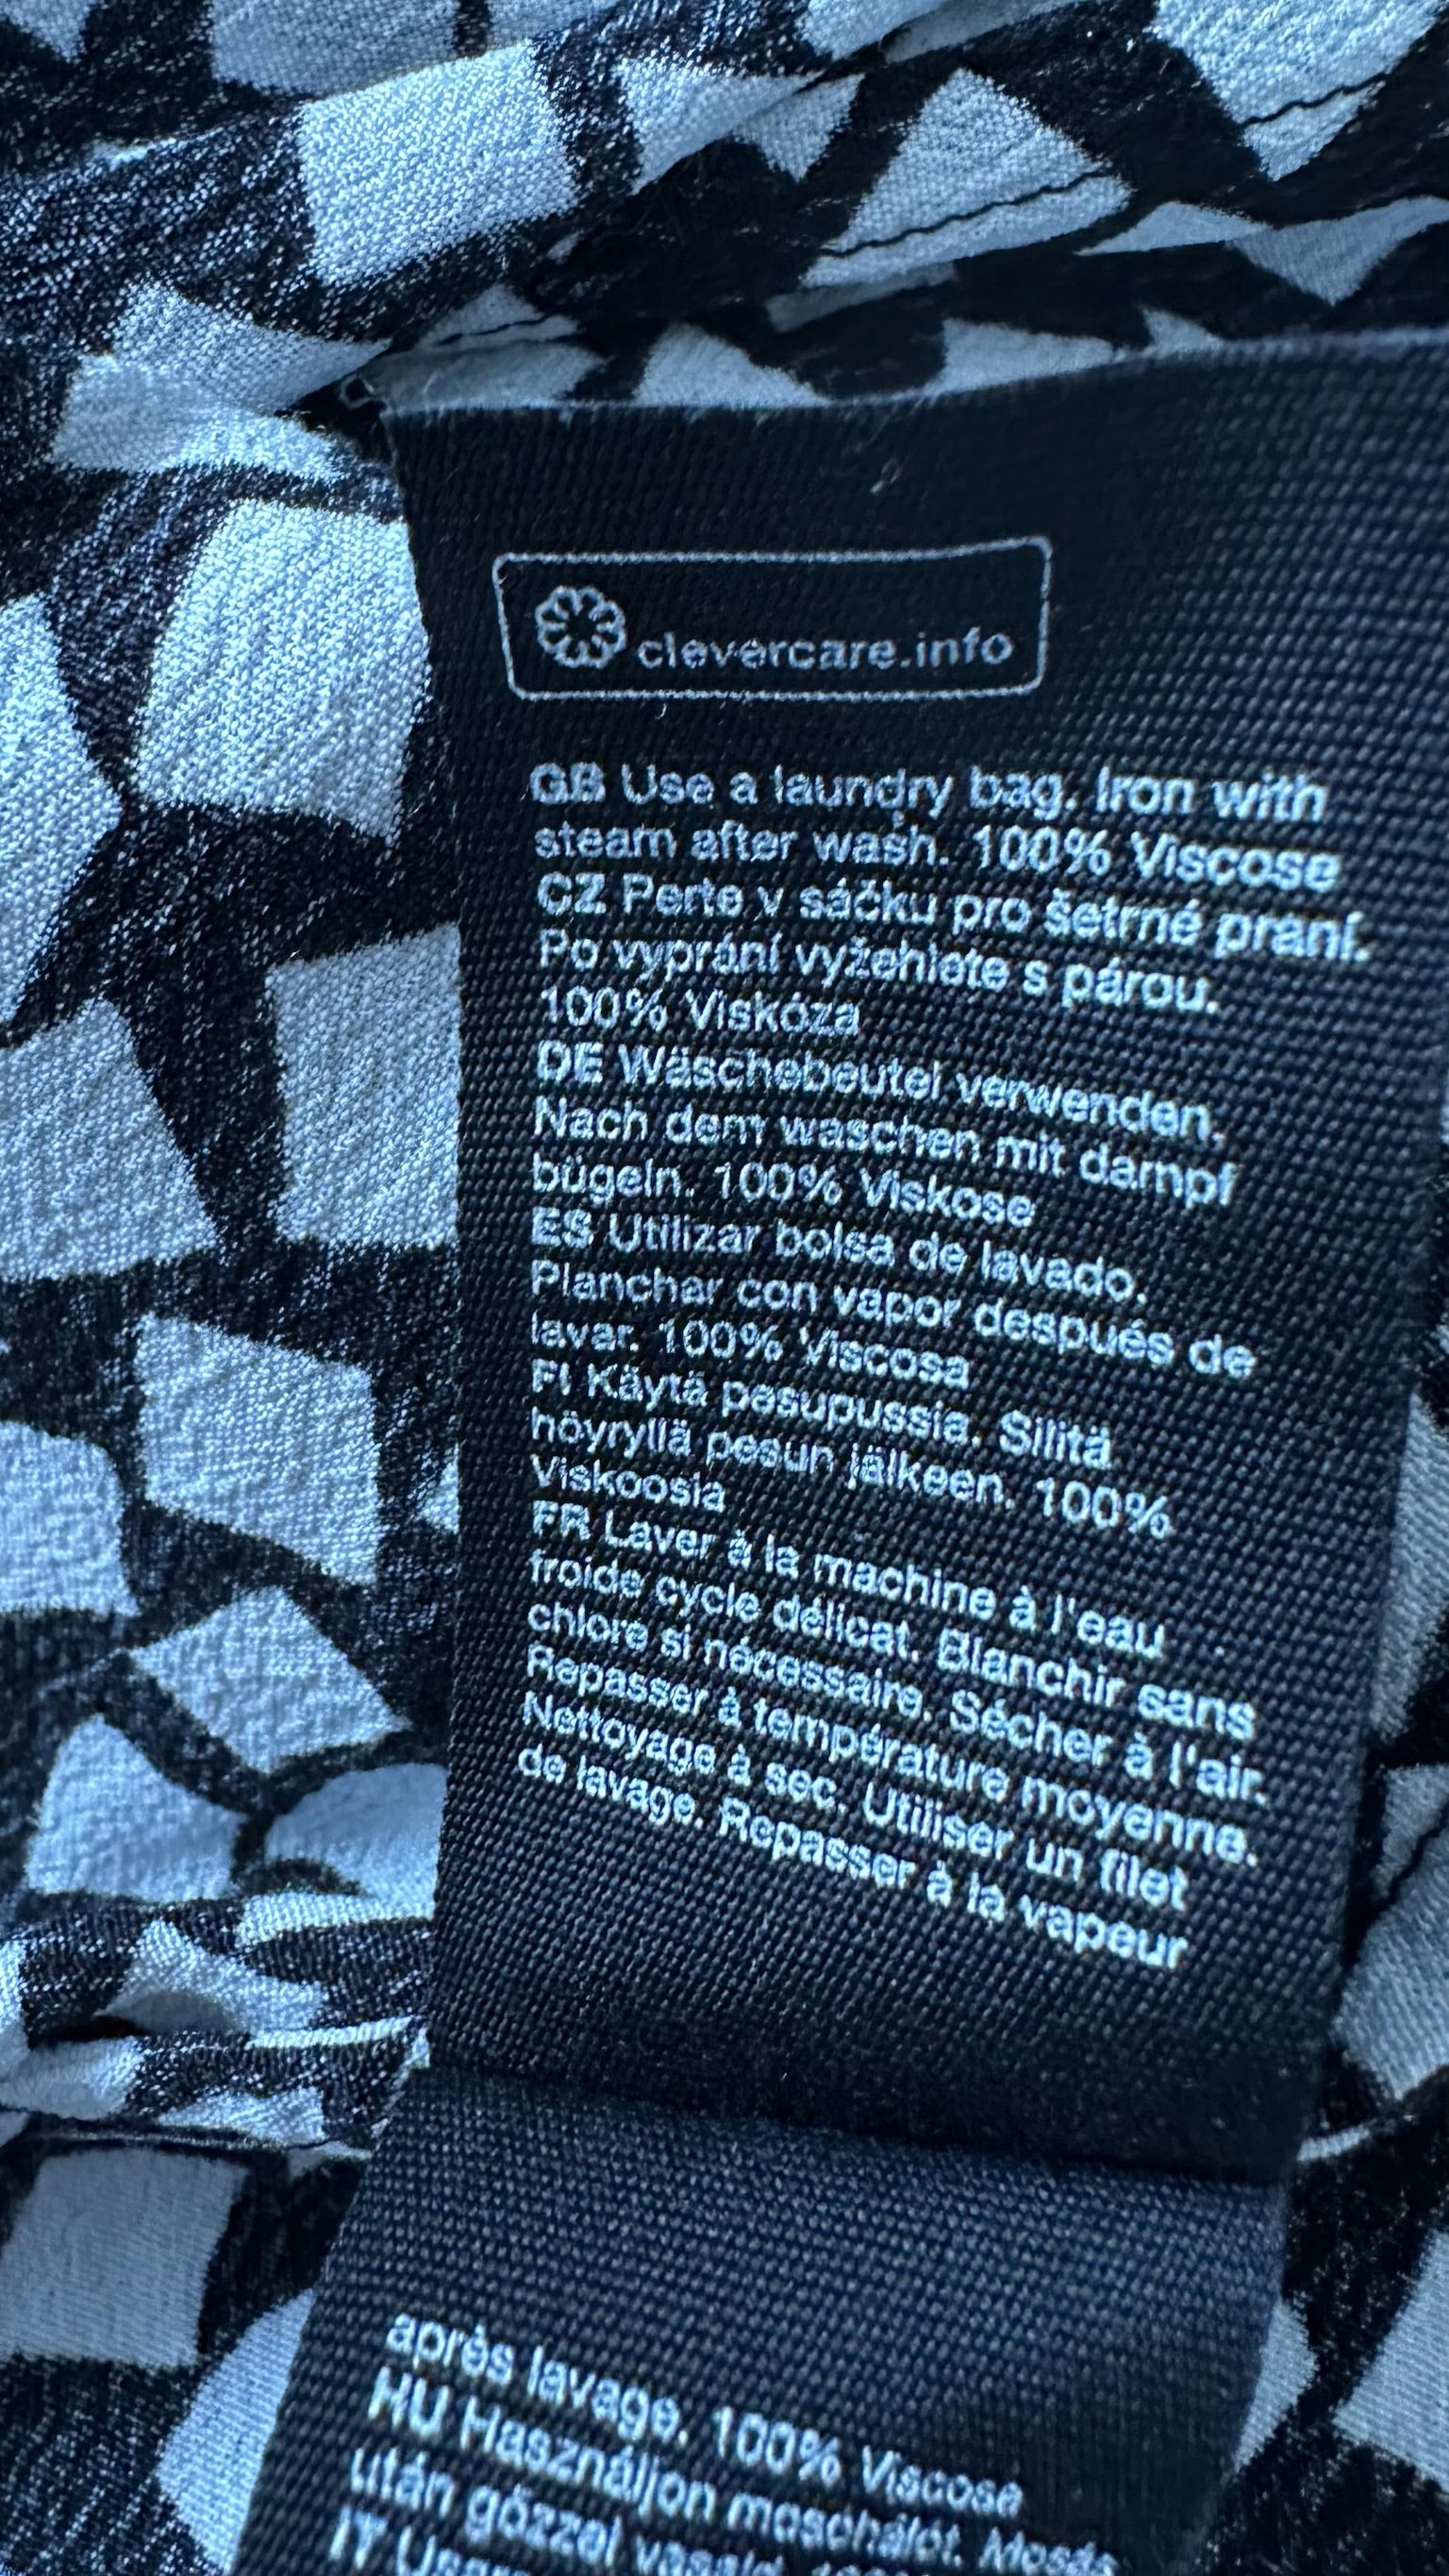 clevercare.info
GB Use a laundry bag. Iron with
steam after wash. 100% Viscose
CZ Perte v sáčku pro šetrné praní.
Po vyprání vyžehlete s párou.
100% Viskóza
DE Wäschebeutel verwenden.
Nach dem waschen mit dampf
bügeln. 100% Viskose
ES Utilizar bolsa de lavado.
Planchar con vapor después de
lavar. 100% Viscosa
FI Käytä pesupussia. Silitä
höyryllä pesun jälkeen. 100%
Viskoosia
FR Laver à la machine à l'eau
froide cycle délicat. Blanchir sans
chlore si nécessaire. Sécher à l'air.
Repasser à température moyenne.
Nettoyage à sec. Utiliser un filet
de lavage. Repasser à la vapeur
après lavage. 100% Viscose
HU Használjon mosóhálót. Mosás
után gőzzel vasalni.
IT